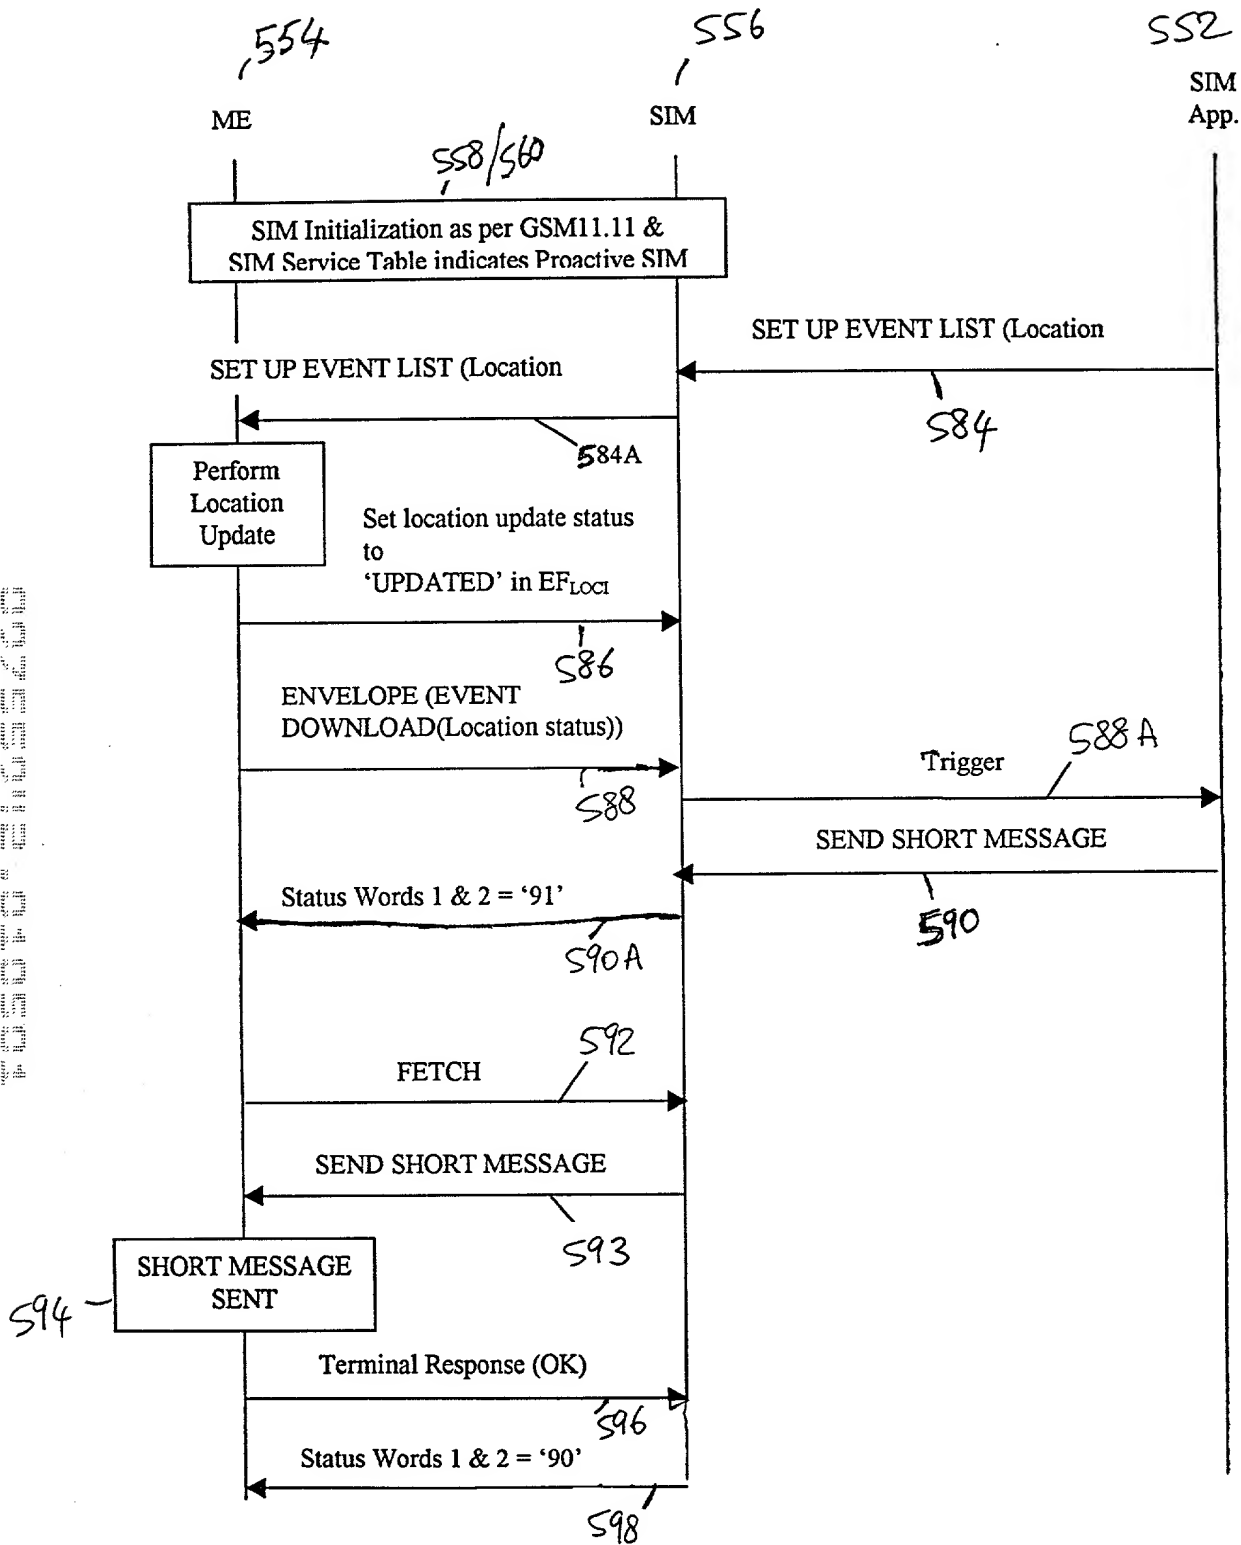 554
556
552
ME
SIM
SIM
App.
558/560
SIM Initialization as per GSM11.11 &
SIM Service Table indicates Proactive SIM
SET UP EVENT LIST (Location
SET UP EVENT LIST (Location
584
584A
Perform
Location
Update
Set location update status
to
‘UPDATED’ in EFLOCI
586
ENVELOPE (EVENT
DOWNLOAD(Location status))
588
Trigger
588A
SEND SHORT MESSAGE
590
Status Words 1 & 2 = ‘91’
590A
592
FETCH
SEND SHORT MESSAGE
593
SHORT MESSAGE
SENT
594
Terminal Response (OK)
596
Status Words 1 & 2 = ‘90’
598